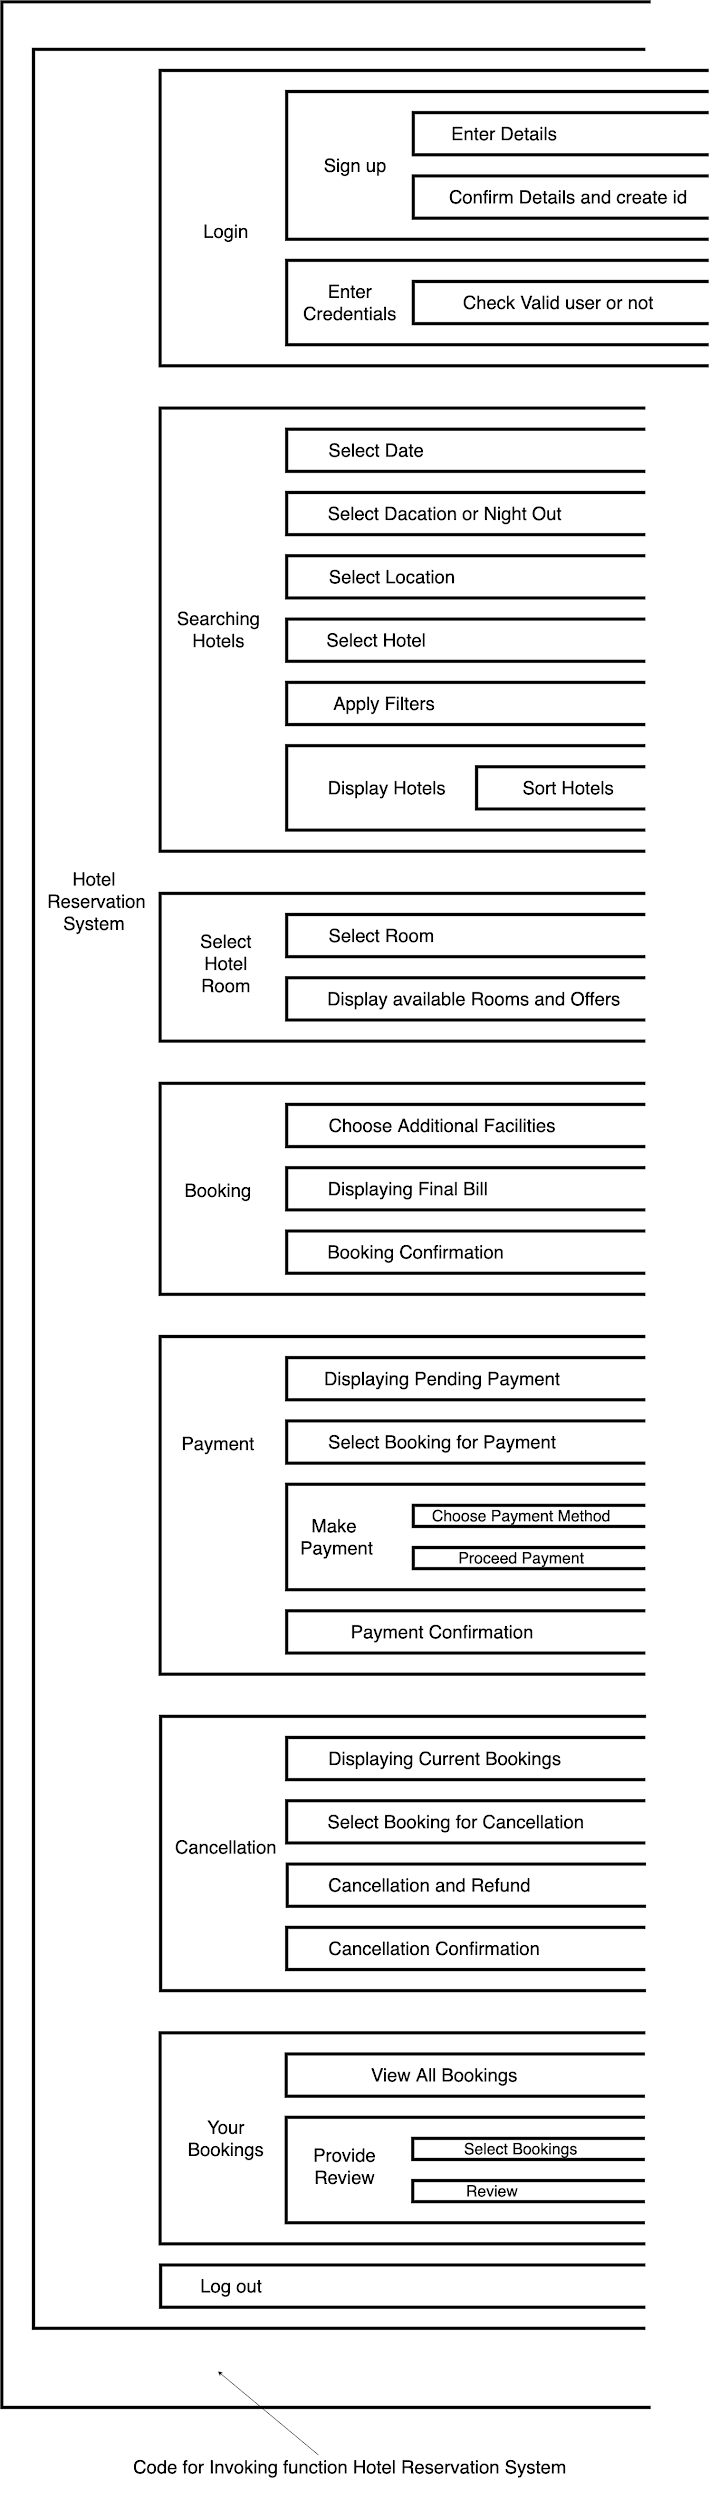 Enter Details
Sign up
Confirm Details and create id
Login
Enter
Credentials
Check Valid user or not
Select Date
Select Dacation or Night Out
Select Location
Searching
Hotels
Select Hotel
Apply Filters
Display Hotels
Sort Hotels
Hotel
Reservation
System
Select
Hotel
Room
Select Room
Display available Rooms and Offers
Choose Additional Facilities
Booking
Displaying Final Bill
Booking Confirmation
Displaying Pending Payment
Payment
Select Booking for Payment
Make
Payment
Choose Payment Method
Proceed Payment
Payment Confirmation
Displaying Current Bookings
Select Booking for Cancellation
Cancellation
Cancellation and Refund
Cancellation Confirmation
View All Bookings
Your
Bookings
Provide
Review
Select Bookings
Review
Log out
Code for Invoking function Hotel Reservation System